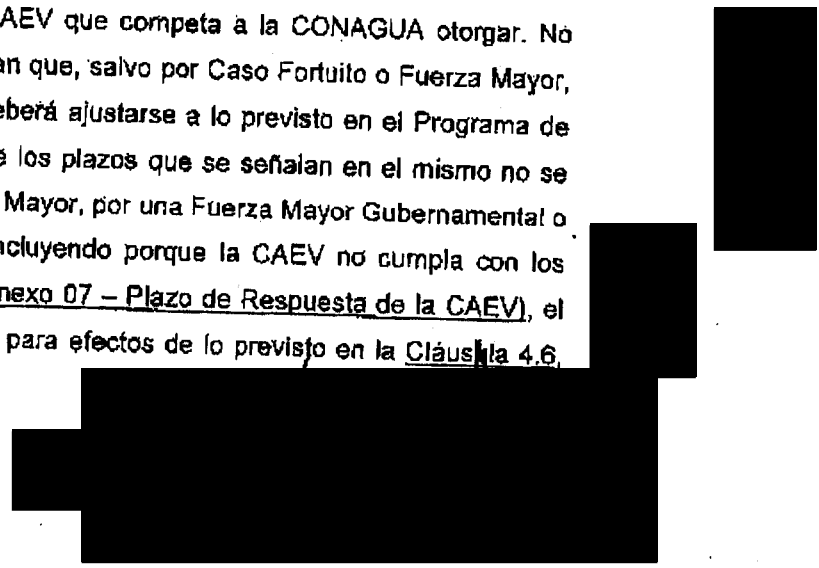 AEV que competa a la CONAGUA otorgar. No
an que, salvo por Caso Fortuito o Fuerza Mayor,
eberá ajustarse a lo previsto en el Programa de
e los plazos que se señalan en el mismo no se
Mayor, por una Fuerza Mayor Gubernamental o
ncluyendo porque la CAEV no cumpla con los
nexo 07 – Plazo de Respuesta de la CAEV), el
para efectos de lo previsto en la Cláusula 4.6,